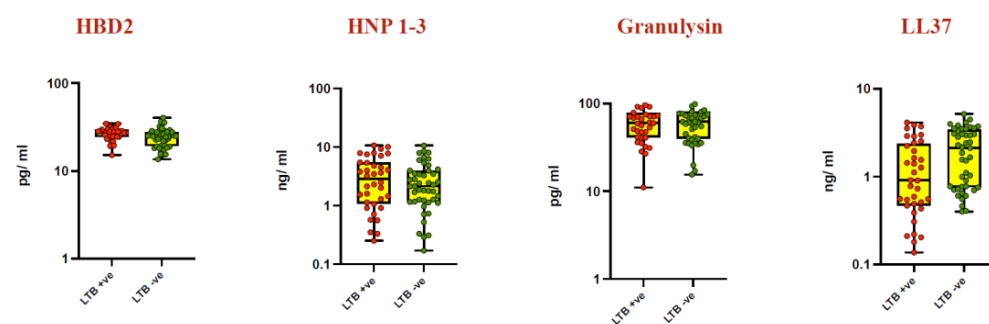 HBD2
HNP 1-3
Granulysin
LL37
100
10
1
pg/ ml
LTB +ve
LTB -ve
100
10
1
0.1
ng/ ml
LTB +ve
LTB -ve
100
10
1
pg/ ml
LTB +ve
LTB -ve
10
1
0.1
ng/ ml
LTB +ve
LTB -ve